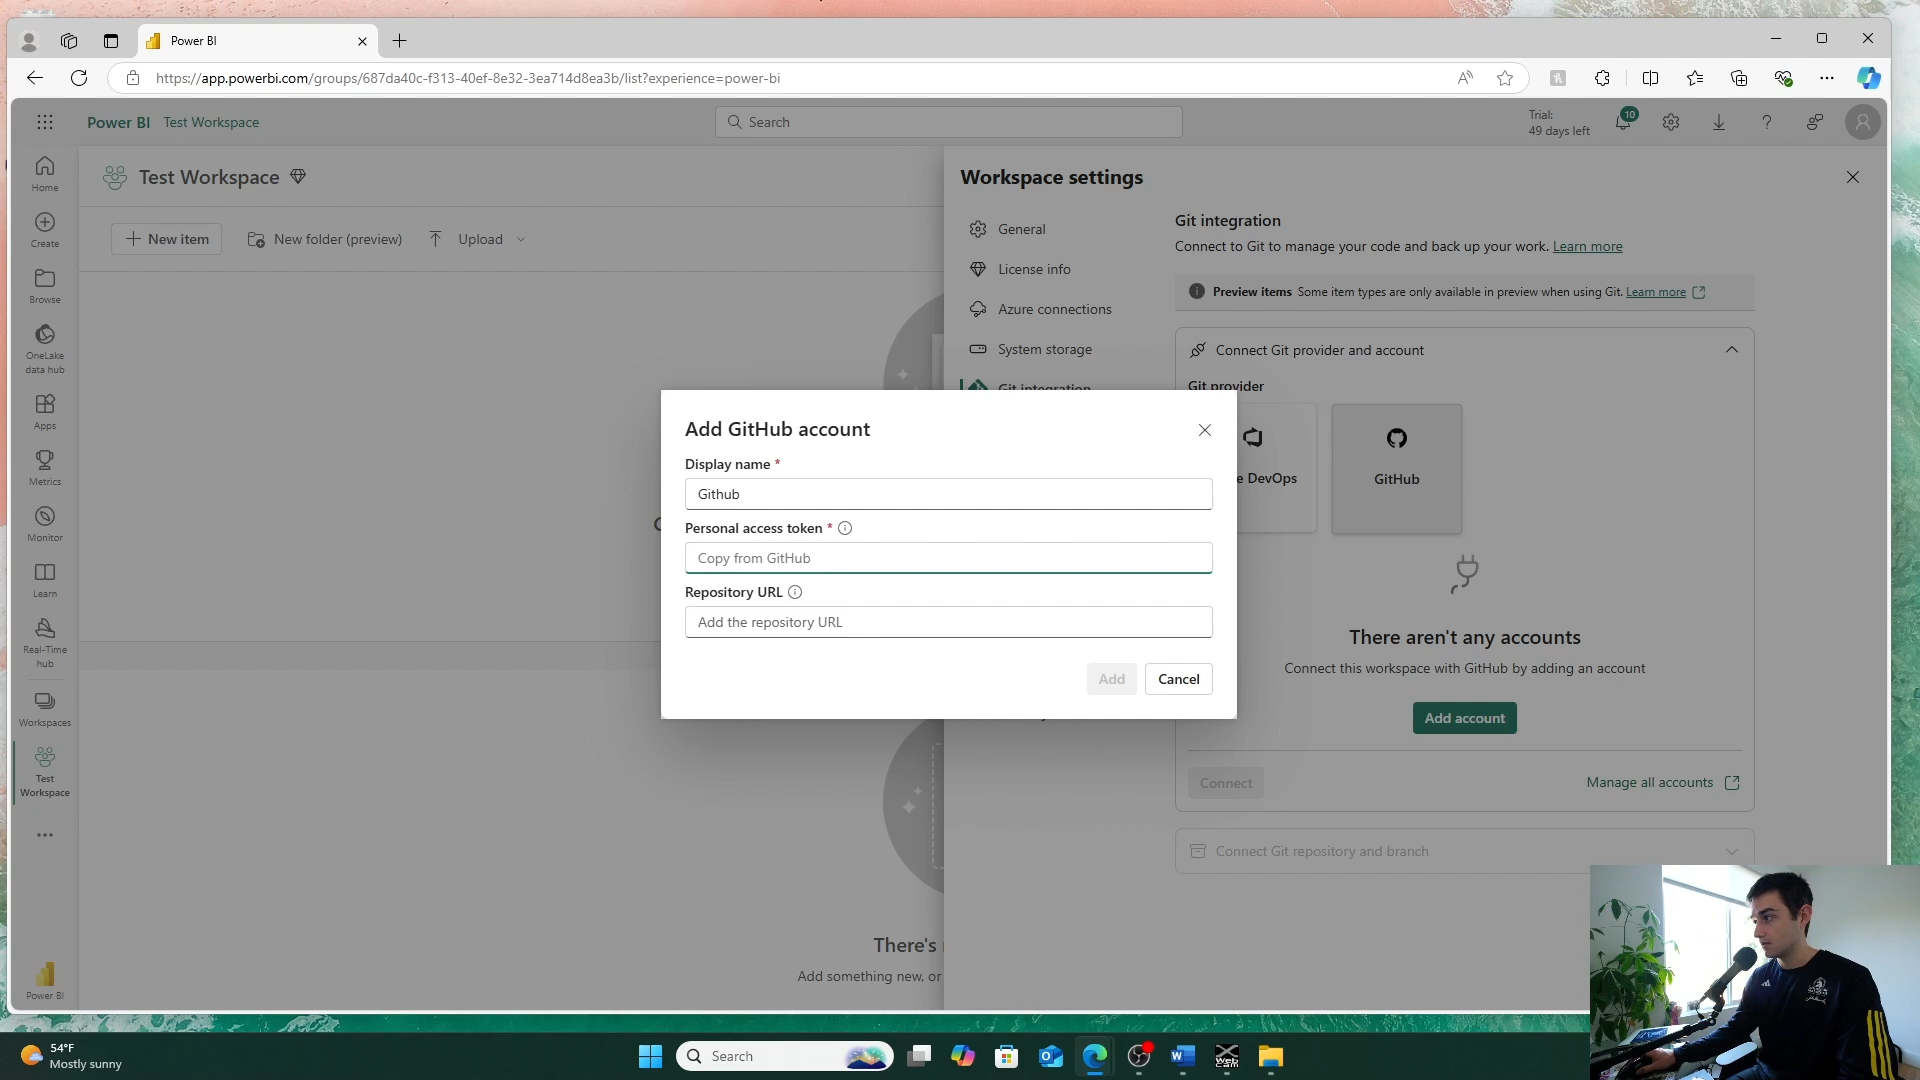 Power BI
https://app.powerbi.com/groups/687da40c-f313-40ef-8e32-3ea714d8ea3b/list?experience=power-bi
Power BI Test Workspace
Search
Trial:
49 days left
10
Home
Create
Browse
OneLake
data hub
Apps
Metrics
Monitor
Learn
Real-Time
hub
Workspaces
Test
Workspace
Power BI
Test Workspace
New item
New folder (preview)
Upload
There's
Add something new, or
Workspace settings
General
License info
Azure connections
System storage
Git integration
Git integration
Connect to Git to manage your code and back up your work. Learn more
Preview items Some item types are only available in preview when using Git. Learn more
Connect Git provider and account
Git provider
DevOps
GitHub
There aren't any accounts
Connect this workspace with GitHub by adding an account
Add account
Connect
Manage all accounts
Connect Git repository and branch
Add GitHub account
Display name *
Github
Personal access token *
Copy from GitHub
Repository URL
Add the repository URL
Add
Cancel
54°F
Mostly sunny
Search
Web
Cam